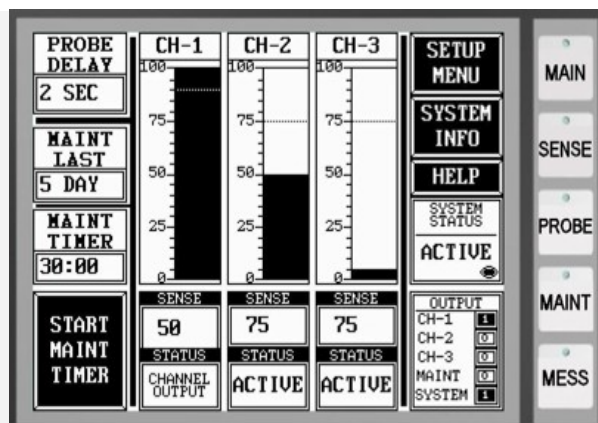 PROBE
DELAY
2 SEC
MAINT
LAST
5 DAY
MAINT
TIMER
30:00
START
MAINT
TIMER
CH-1
100
75
50
25
0
SENSE
50
STATUS
CHANNEL
OUTPUT
CH-2
100
75
50
25
0
SENSE
75
STATUS
ACTIVE
CH-3
100
75
50
25
0
SENSE
75
STATUS
ACTIVE
SETUP
MENU
SYSTEM
INFO
HELP
SYSTEM
STATUS
ACTIVE
OUTPUT
CH-1 1
CH-2 0
CH-3 0
MAINT 0
SYSTEM 1
MAIN
SENSE
PROBE
MAINT
MESS